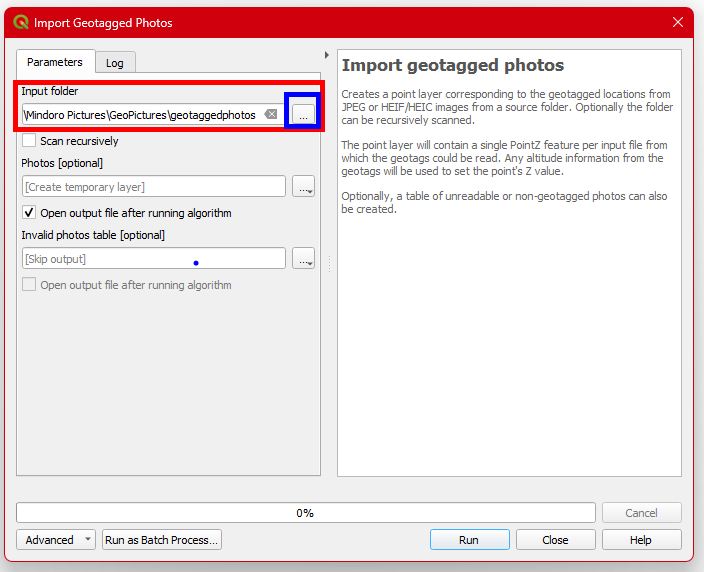 Import Geotagged Photos
Parameters
Log
Input folder
\Mindoro Pictures\GeoPictures\geotaggedphotos
...
Scan recursively
Photos [optional]
[Create temporary layer]
...
Open output file after running algorithm
Invalid photos table [optional]
[Skip output]
...
Open output file after running algorithm
Import geotagged photos
Creates a point layer corresponding to the geotagged locations from
JPEG or HEIF/HEIC images from a source folder. Optionally the folder
can be recursively scanned.
The point layer will contain a single PointZ feature per input file from
which the geotags could be read. Any altitude information from the
geotags will be used to set the point's Z value.
Optionally, a table of unreadable or non-geotagged photos can also
be created.
0%
Cancel
Advanced
Run as Batch Process...
Run
Close
Help